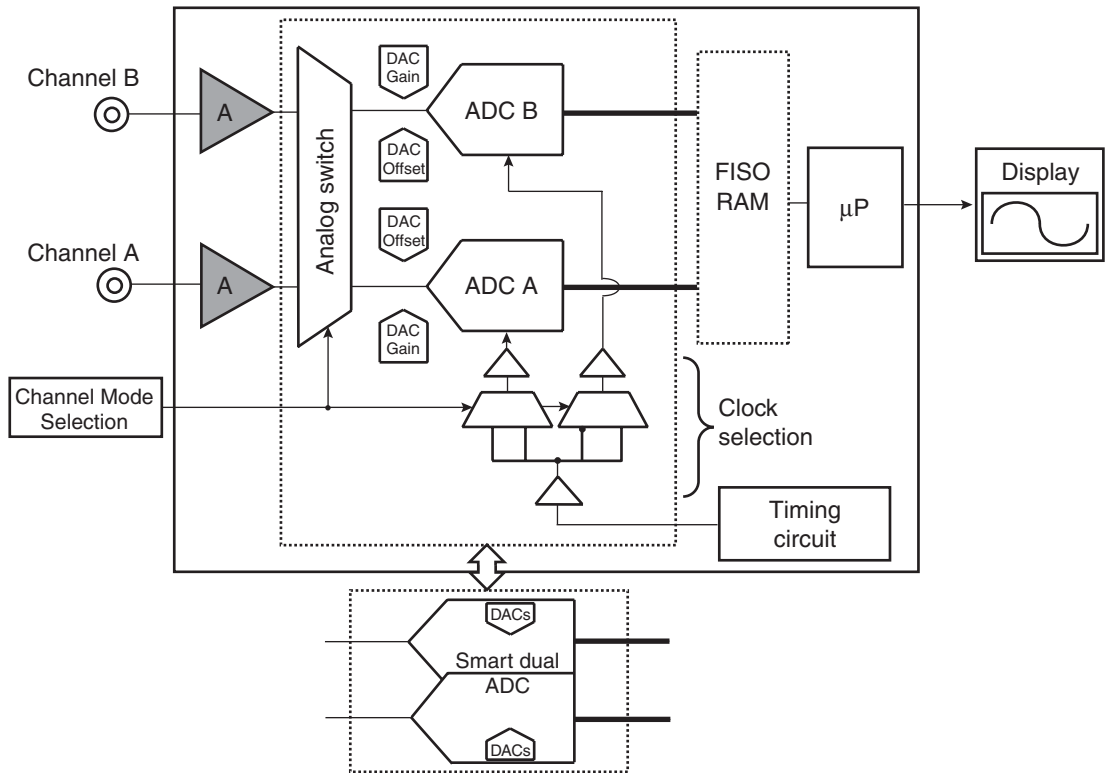 Channel B
A
DAC
Gain
ADC B
DAC
Offset
FISO
RAM
µP
Display
Analog switch
Channel A
A
DAC
Offset
ADC A
DAC
Gain
Channel Mode
Selection
Clock
selection
Timing
circuit
DACs
Smart dual
ADC
DACs